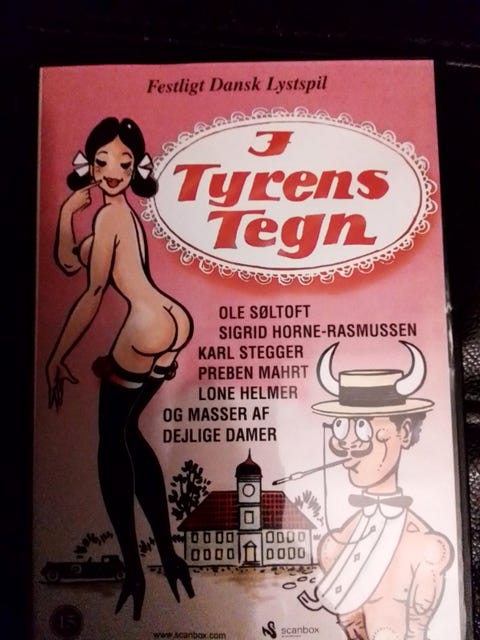 Festligt Dansk Lystspil
I
Tyrens
Tegn
OLE SØLTOFT
SIGRID HORNE-RASMUSSEN
KARL STEGGER
PREBEN MAHRT
LONE HELMER
OG MASSER AF
DEJLIGE DAMER
15
www.scanbox.com
scanbox